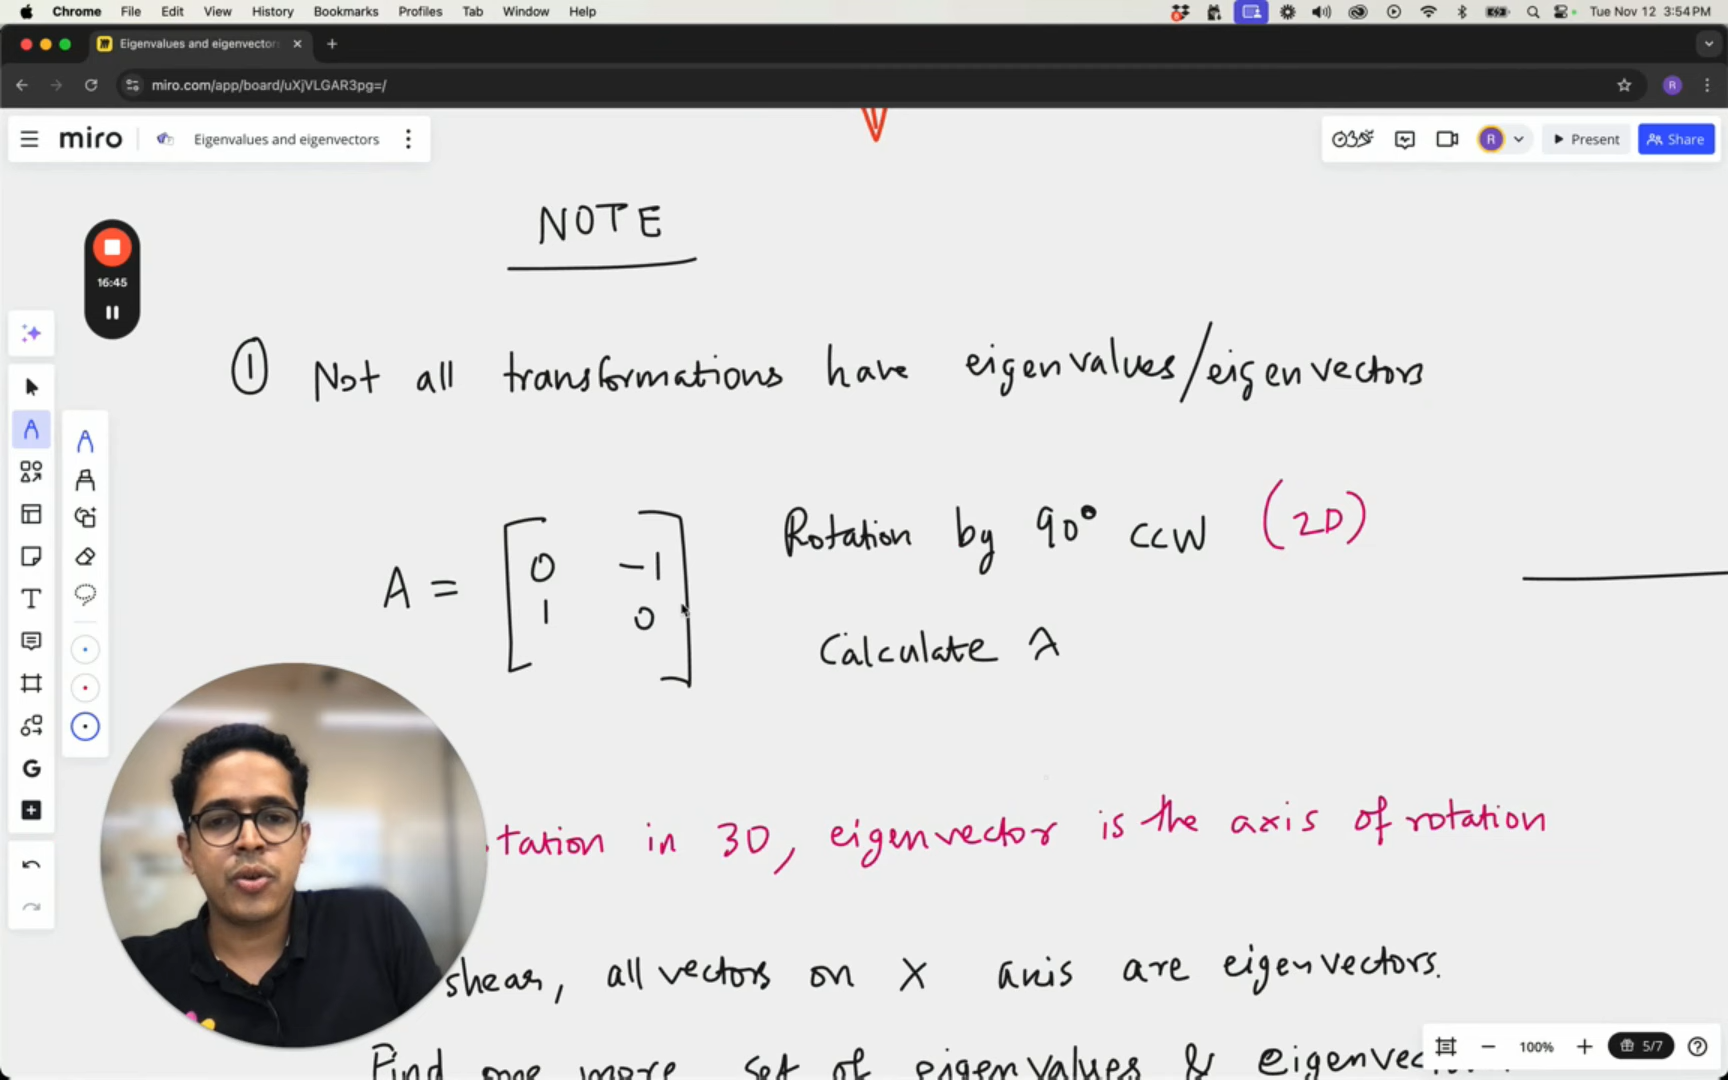 Chrome File Edit View History Bookmarks Profiles Tab Window Help Tue Nov 12 3:54 PM
Eigenvalues and eigenvector
miro.com/app/board/uXjVLGAR3pg=/
miro Eigenvalues and eigenvectors R Present Share
NOTE
16:45
① Not all transformations have eigenvalues/eigenvectors
Rotation by 90° CCW (2D)
A = [ 0 -1
1 0 ]
Calculate λ
tation in 3D, eigenvector is the axis of rotation
shear, all vectors on X axis are eigenvectors.
Find one more set of eigenvalues & eigenvec
100% 5/7